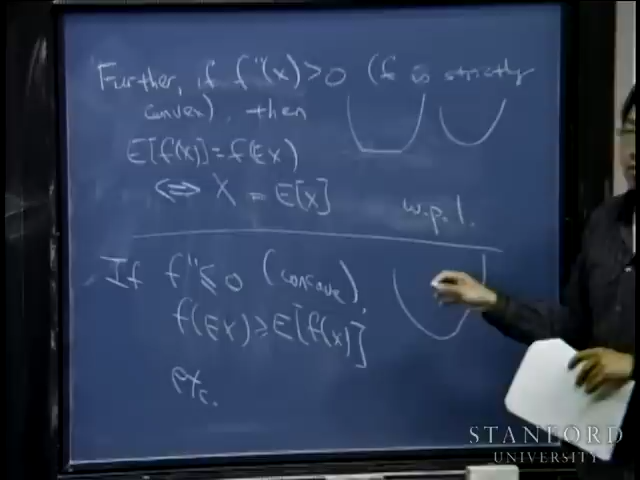 Further, if f''(x) > 0 (f is strictly
convex), then
E[f(x)] = f(EX)
⇔ X = E[X] w.p.1.
If f'' ≤ 0 (concave),
f(EX) ≥ E[f(x)]
etc.
STANFORD
UNIVERSITY